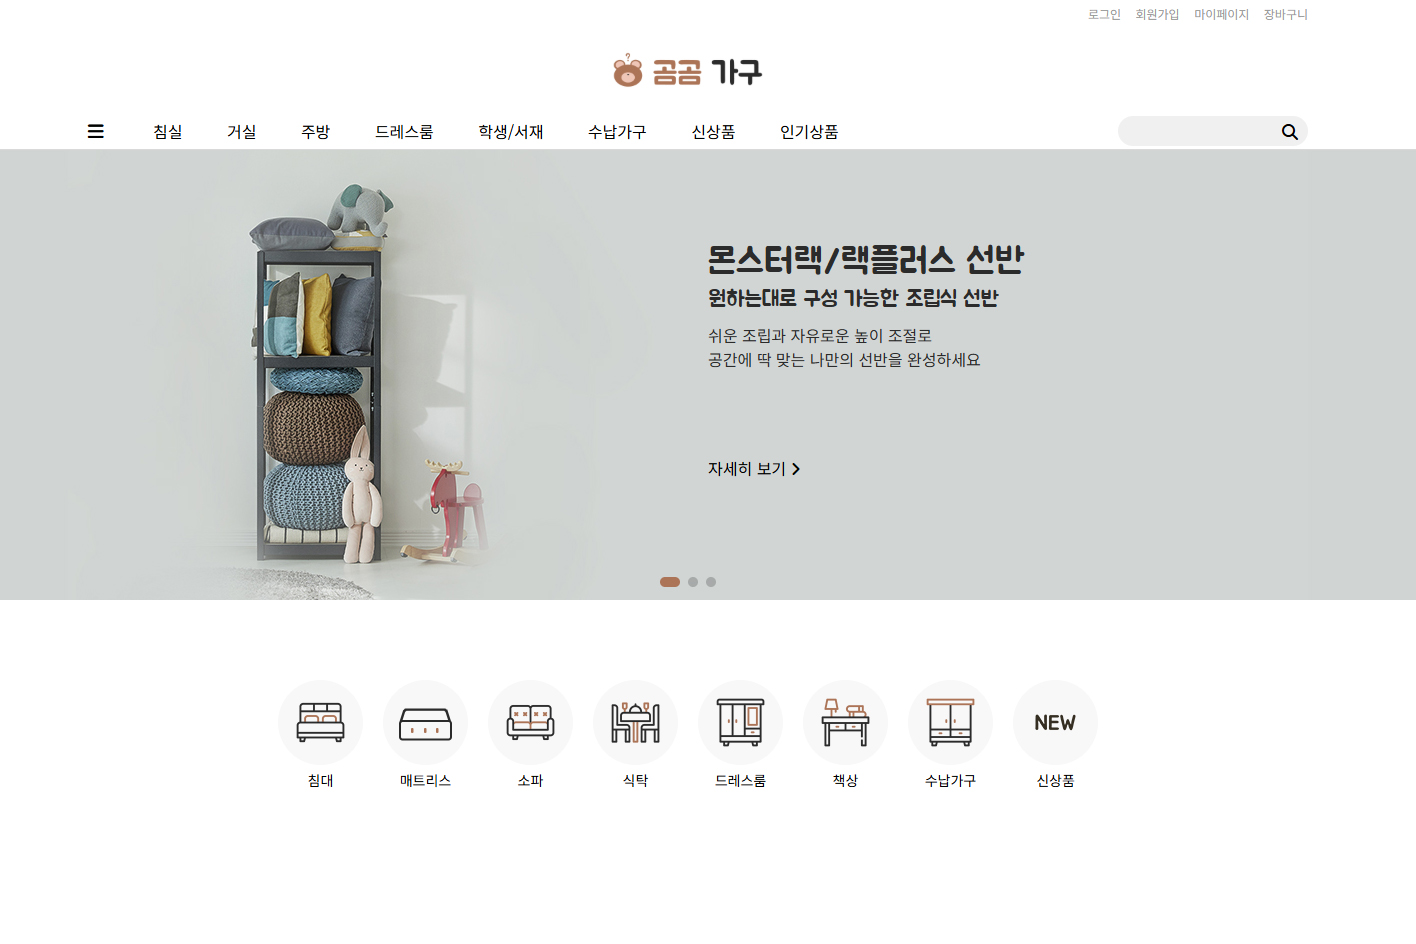 로그인 회원가입 마이페이지 장바구니
곰곰 가구
침실 거실 주방 드레스룸 학생/서재 수납가구 신상품 인기상품
몬스터랙/랙플러스 선반
원하는대로 구성 가능한 조립식 선반
쉬운 조립과 자유로운 높이 조절로
공간에 딱 맞는 나만의 선반을 완성하세요
자세히 보기
NEW
침대 매트리스 소파 식탁 드레스룸 책상 수납가구 신상품